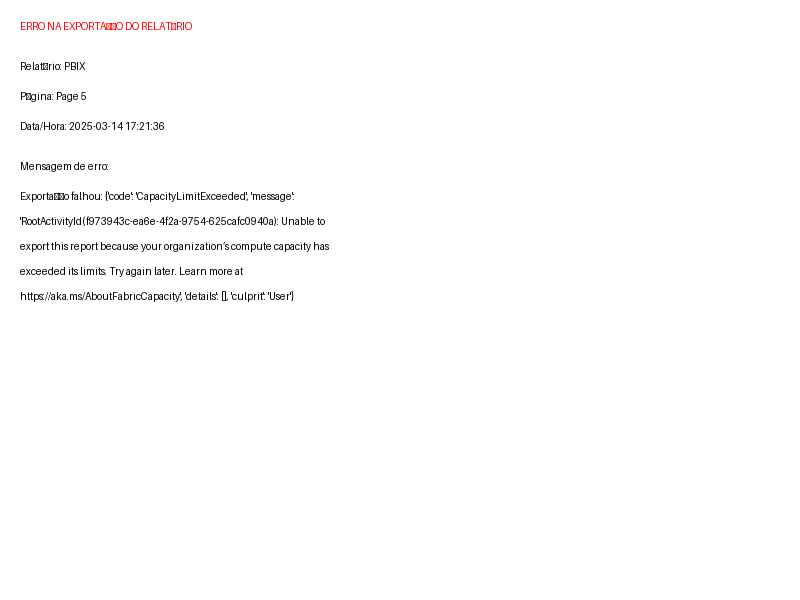 ERRO NA EXPORTA▯▯O DO RELAT▯RIO
Relat▯rio: PBIX
P▯gina: Page 5
Data/Hora: 2025-03-14 17:21:36
Mensagem de erro:
Exporta▯▯o falhou: {'code': 'CapacityLimitExceeded', 'message':
'RootActivityId(f973943c-ea6e-4f2a-9754-625cafc0940a): Unable to
export this report because your organization’s compute capacity has
exceeded its limits. Try again later. Learn more at
https://aka.ms/AboutFabricCapacity', 'details': [], 'culprit': 'User'}